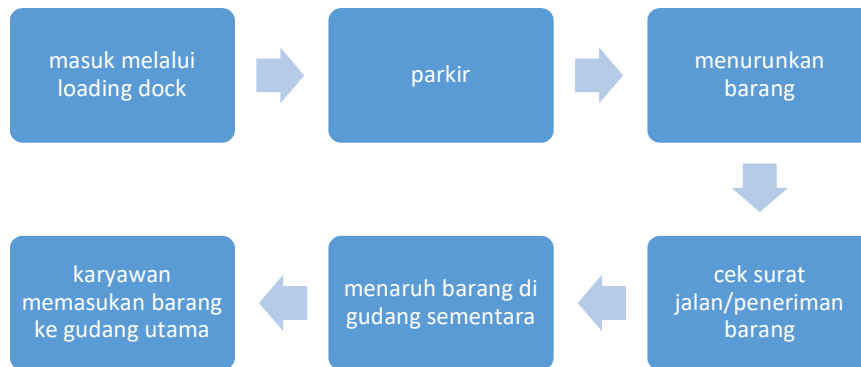 masuk melalui
loading dock
parkir
menurunkan
barang
cek surat
jalan/peneriman
barang
menaruh barang di
gudang sementara
karyawan
memasukan barang
ke gudang utama